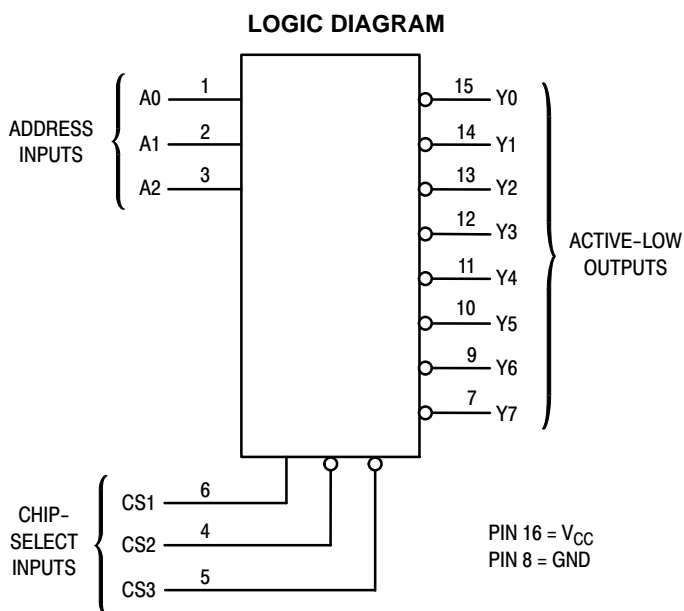 LOGIC DIAGRAM
ADDRESS
INPUTS
A0 1
A1 2
A2 3
15 Y0
14 Y1
13 Y2
12 Y3
11 Y4
10 Y5
9 Y6
7 Y7
ACTIVE-LOW
OUTPUTS
CHIP-
SELECT
INPUTS
CS1 6
CS2 4
CS3 5
PIN 16 = VCC
PIN 8 = GND